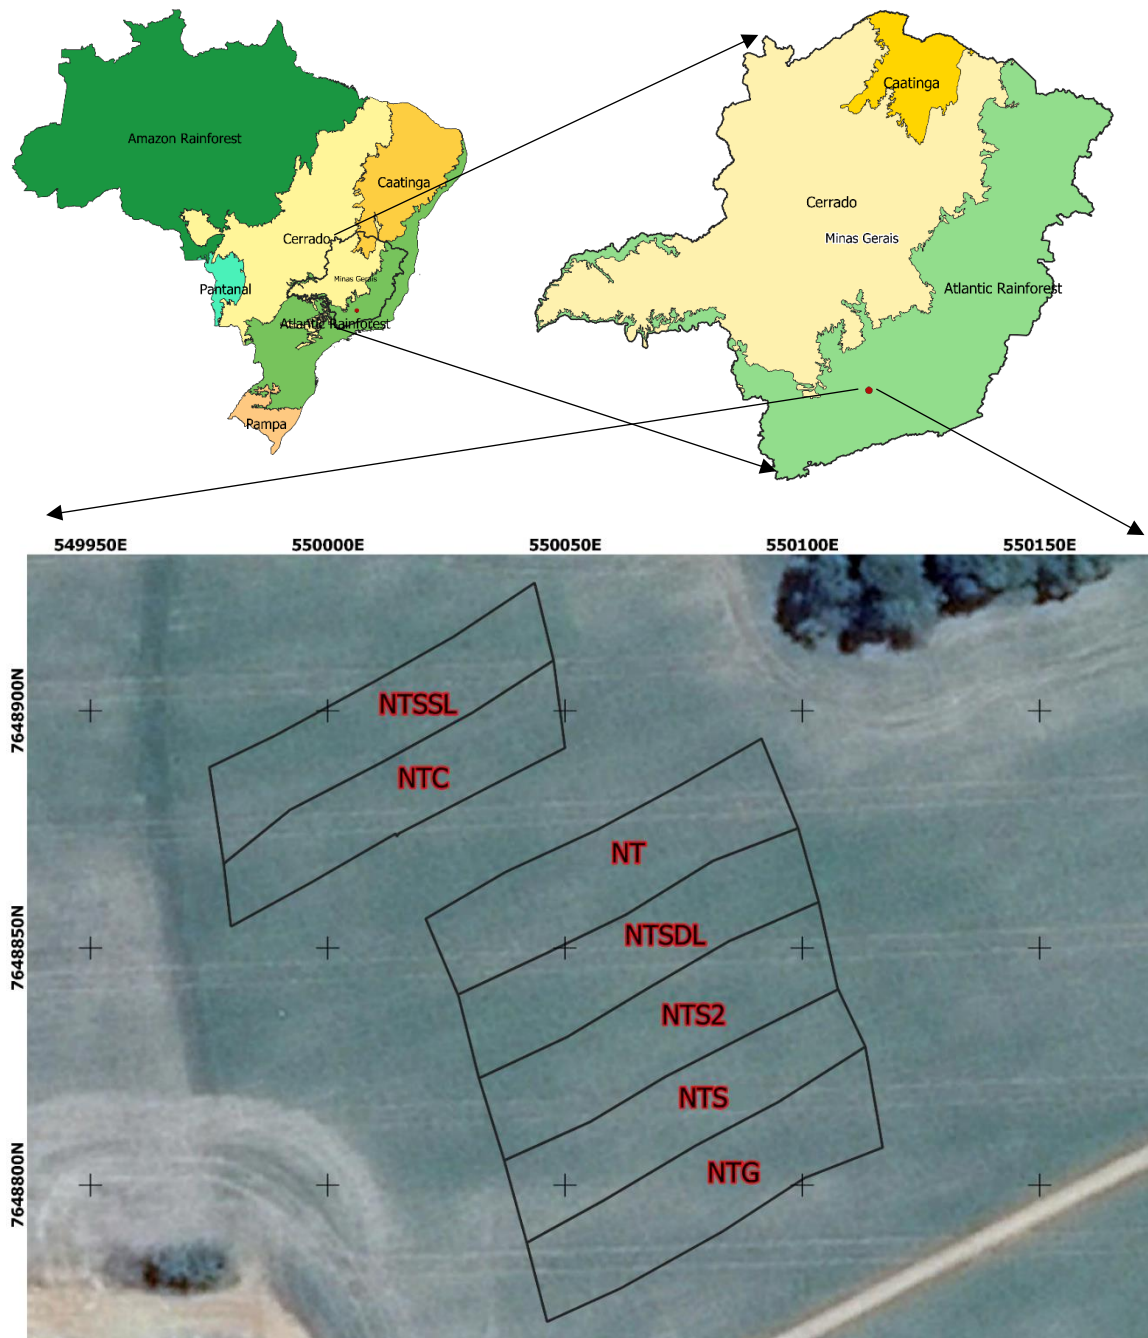 Amazon Rainforest
Caatinga
Cerrado
Minas Gerais
Pantanal
Atlantic Rainforest
Pampa
Caatinga
Cerrado
Minas Gerais
Atlantic Rainforest
549950E 550000E 550050E 550100E 550150E
7648900N
7648850N
7648800N
NTSSL
NTC
NT
NTSDL
NTS2
NTS
NTG